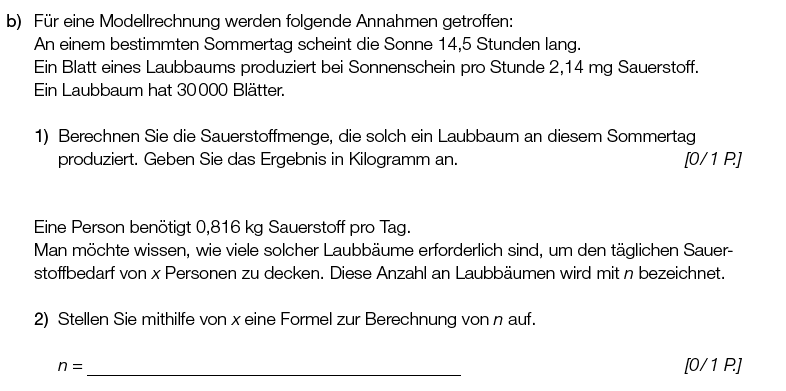 b) Für eine Modellrechnung werden folgende Annahmen getroffen:
An einem bestimmten Sommertag scheint die Sonne 14,5 Stunden lang.
Ein Blatt eines Laubbaums produziert bei Sonnenschein pro Stunde 2,14 mg Sauerstoff.
Ein Laubbaum hat 30 000 Blätter.
1) Berechnen Sie die Sauerstoffmenge, die solch ein Laubbaum an diesem Sommertag
produziert. Geben Sie das Ergebnis in Kilogramm an. [0/1 P.]
Eine Person benötigt 0,816 kg Sauerstoff pro Tag.
Man möchte wissen, wie viele solcher Laubbäume erforderlich sind, um den täglichen Sauer-
stoffbedarf von x Personen zu decken. Diese Anzahl an Laubbäumen wird mit n bezeichnet.
2) Stellen Sie mithilfe von x eine Formel zur Berechnung von n auf.
n = [0/1 P.]